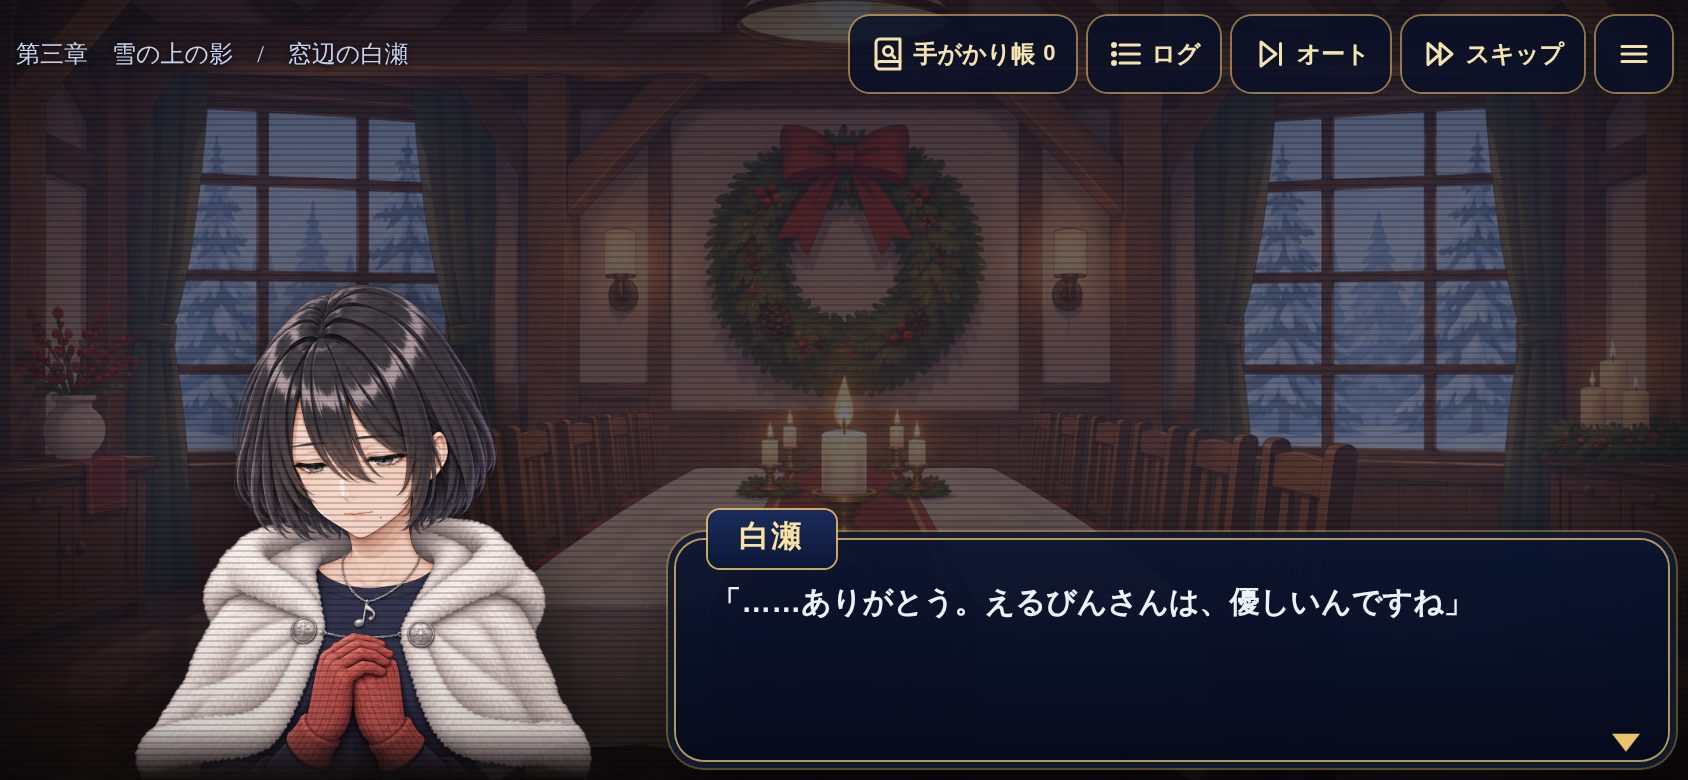 第三章 雪の上の影 / 窓辺の白瀬
手がかり帳 0
ログ
オート
スキップ
白瀬
「……ありがとう。えるびんさんは、優しいんですね」